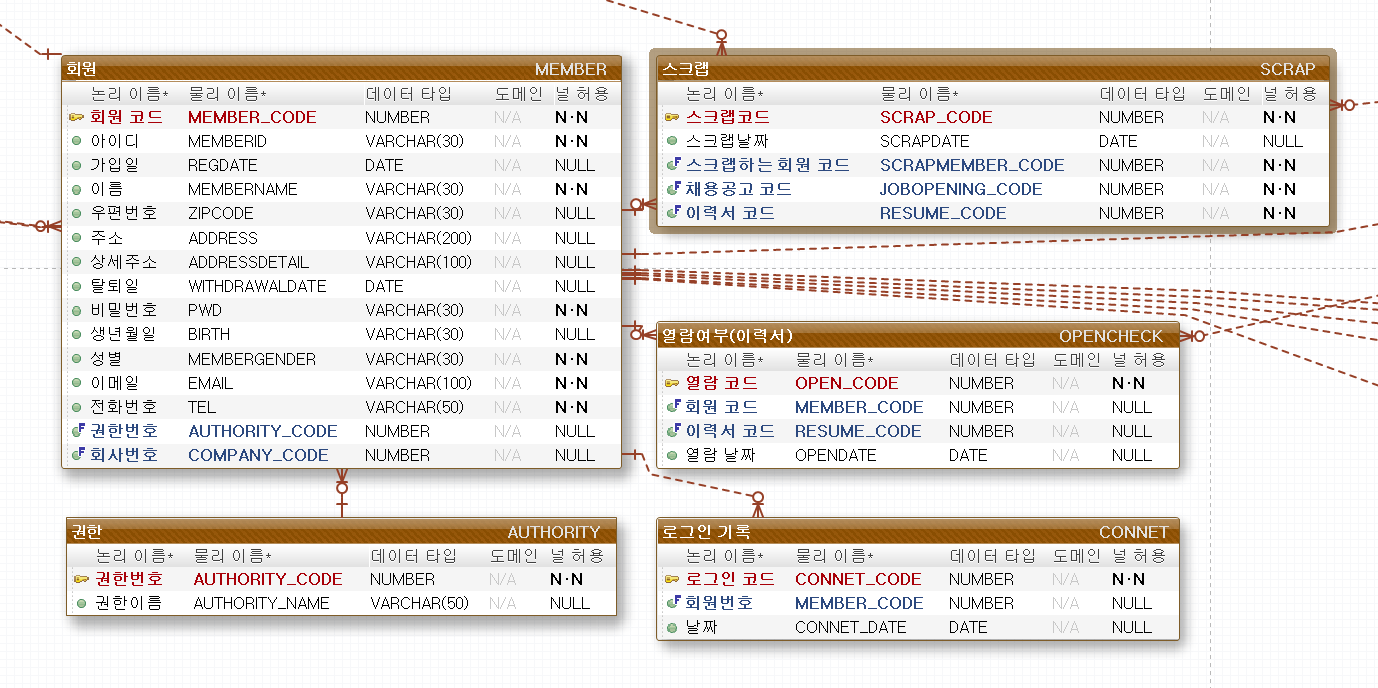 회원 MEMBER
논리 이름* 물리 이름* 데이터 타입 도메인 널 허용
회원 코드 MEMBER_CODE NUMBER N/A N·N
아이디 MEMBERID VARCHAR(30) N/A N·N
가입일 REGDATE DATE N/A NULL
이름 MEMBERNAME VARCHAR(30) N/A N·N
우편번호 ZIPCODE VARCHAR(30) N/A NULL
주소 ADDRESS VARCHAR(200) N/A NULL
상세주소 ADDRESSDETAIL VARCHAR(100) N/A NULL
탈퇴일 WITHDRAWALDATE DATE N/A NULL
비밀번호 PWD VARCHAR(30) N/A N·N
생년월일 BIRTH VARCHAR(30) N/A NULL
성별 MEMBERGENDER VARCHAR(30) N/A N·N
이메일 EMAIL VARCHAR(100) N/A N·N
전화번호 TEL VARCHAR(50) N/A N·N
권한번호 AUTHORITY_CODE NUMBER N/A NULL
회사번호 COMPANY_CODE NUMBER N/A NULL
스크랩 SCRAP
논리 이름* 물리 이름* 데이터 타입 도메인 널 허용
스크랩코드 SCRAP_CODE NUMBER N/A N·N
스크랩날짜 SCRAPDATE DATE N/A NULL
스크랩하는 회원 코드 SCRAPMEMBER_CODE NUMBER N/A N·N
채용공고 코드 JOBOPENING_CODE NUMBER N/A N·N
이력서 코드 RESUME_CODE NUMBER N/A N·N
열람여부(이력서) OPENCHECK
논리 이름* 물리 이름* 데이터 타입 도메인 널 허용
열람 코드 OPEN_CODE NUMBER N/A N·N
회원 코드 MEMBER_CODE NUMBER N/A NULL
이력서 코드 RESUME_CODE NUMBER N/A NULL
열람 날짜 OPENDATE DATE N/A NULL
권한 AUTHORITY
논리 이름* 물리 이름* 데이터 타입 도메인 널 허용
권한번호 AUTHORITY_CODE NUMBER N/A N·N
권한이름 AUTHORITY_NAME VARCHAR(50) N/A NULL
로그인 기록 CONNET
논리 이름* 물리 이름* 데이터 타입 도메인 널 허용
로그인 코드 CONNET_CODE NUMBER N/A N·N
회원번호 MEMBER_CODE NUMBER N/A NULL
날짜 CONNET_DATE DATE N/A NULL